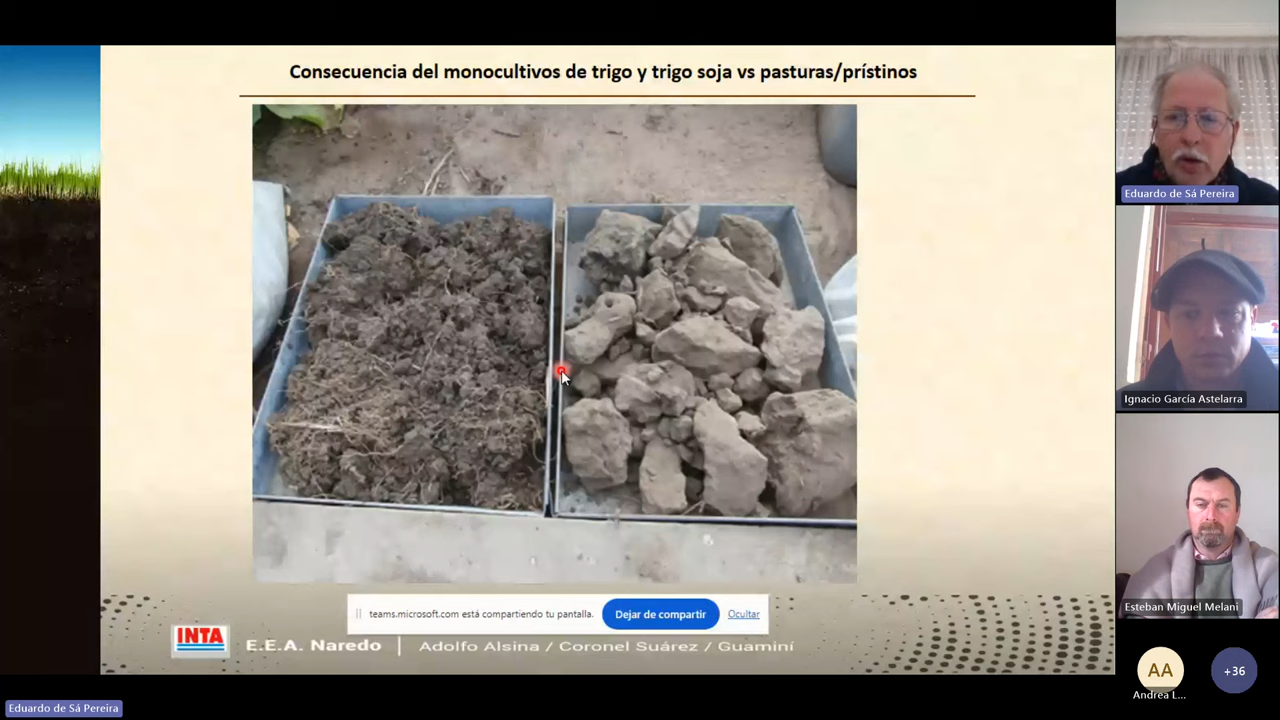 Consecuencia del monocultivos de trigo y trigo soja vs pasturas/prístinos
teams.microsoft.com está compartiendo tu pantalla.
Dejar de compartir
Ocultar
INTA
E.E.A. Naredo
Adolfo Alsina / Coronel Suárez / Guaminí
Eduardo de Sá Pereira
Ignacio García Astelarra
Esteban Miguel Melani
AA
Andrea L...
+36
Eduardo de Sá Pereira